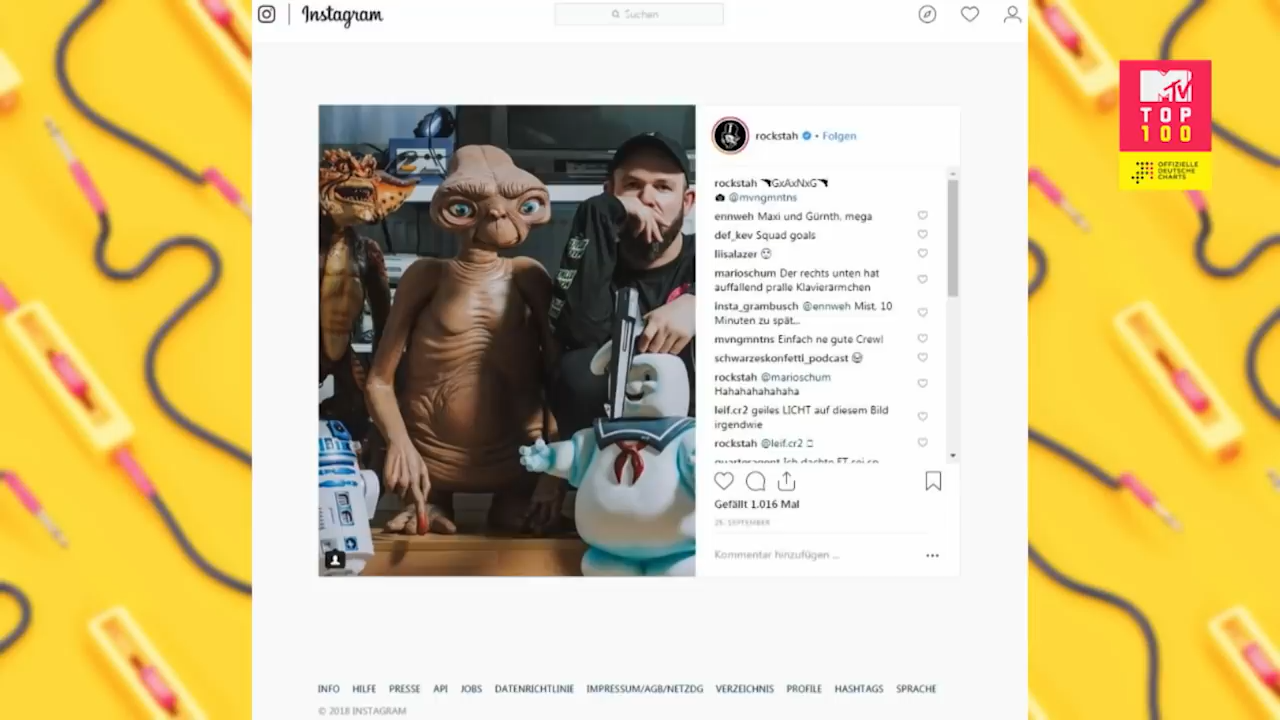 Instagram
Suchen
MTV
TOP
100
OFFIZIELLE
DEUTSCHE
CHARTS
rockstah • Folgen
rockstah GxAxNxG
@mvngmntns
ennweh Maxi und Gürnth, mega
def_kev Squad goals
liisalazer
marioschum Der rechts unten hat
auffallend pralle Klavierärmchen
insta_grambusch @ennweh Mist, 10
Minuten zu spät...
mvngmntns Einfach ne gute Crew!
schwarzeskonfetti_podcast
rockstah @marioschum
Hahahahahahaha
leif.cr2 geiles LICHT auf diesem Bild
irgendwie
rockstah @leif.cr2
Gefällt 1.016 Mal
SEPTEMBER
Kommentar hinzufügen ...
INFO HILFE PRESSE API JOBS DATENRICHTLINIE IMPRESSUM/AGB/NETZDG VERZEICHNIS PROFILE HASHTAGS SPRACHE
© 2018 INSTAGRAM